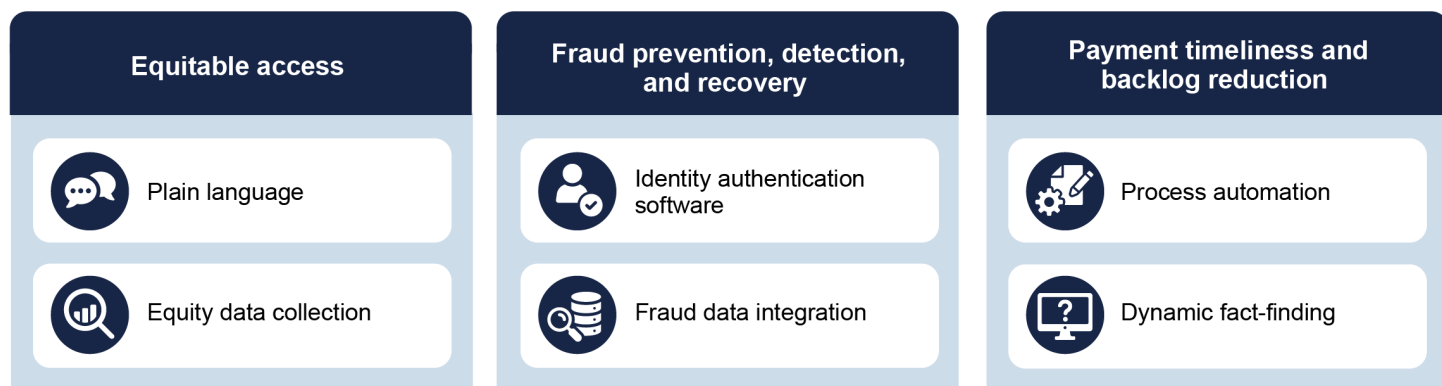 Equitable access
Plain language
Equity data collection
Fraud prevention, detection,
and recovery
Identity authentication
software
Fraud data integration
Payment timeliness and
backlog reduction
Process automation
?
Dynamic fact-finding